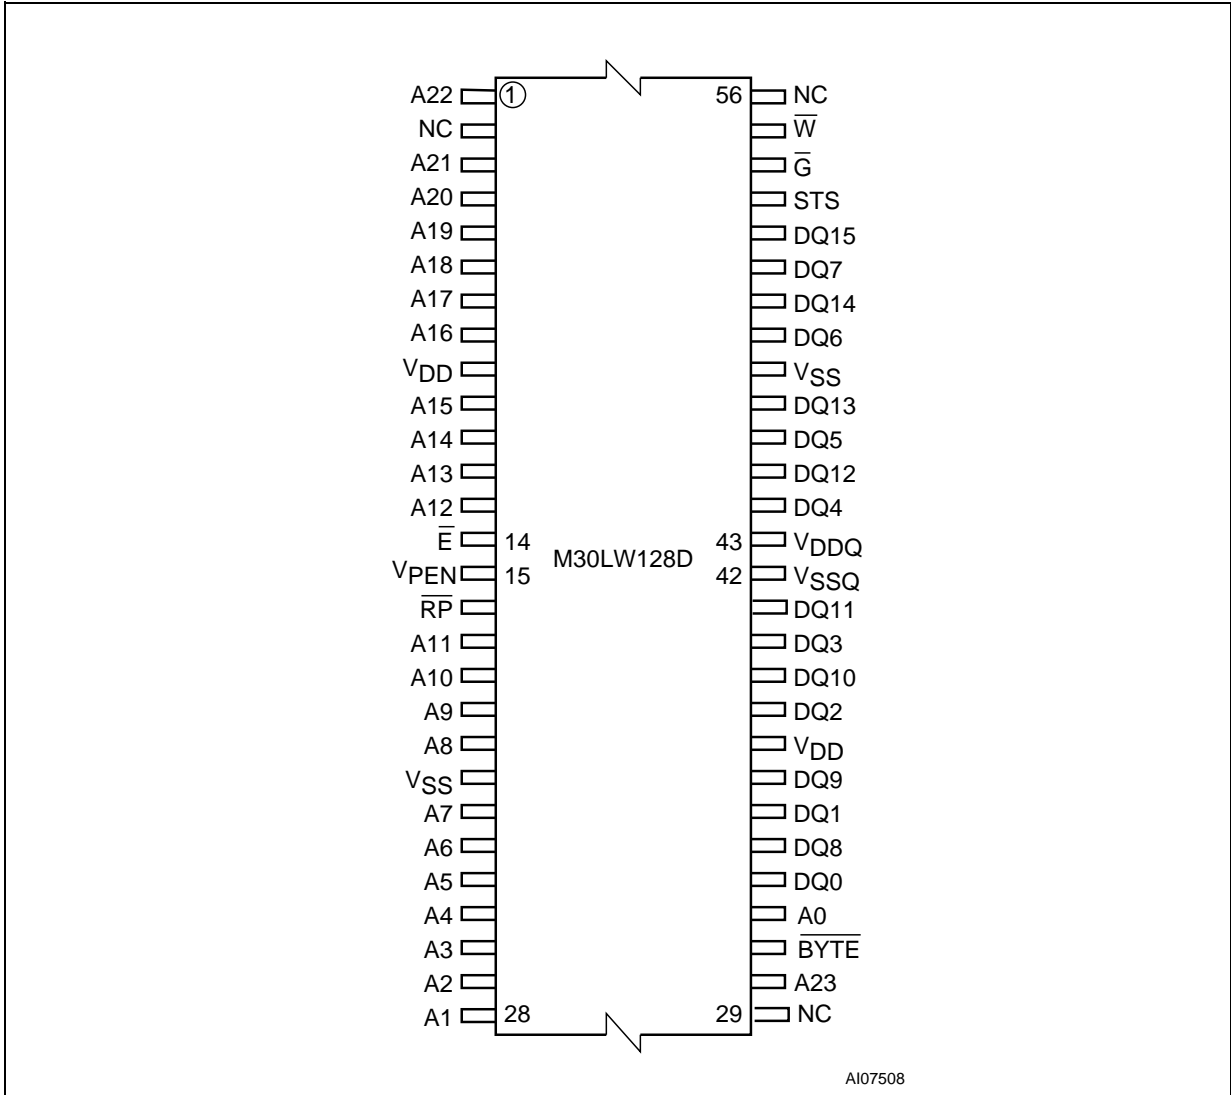 A22 1 56 NC
NC W̅
A21 G̅
A20 STS
A19 DQ15
A18 DQ7
A17 DQ14
A16 DQ6
VDD VSS
A15 DQ13
A14 DQ5
A13 DQ12
A12 DQ4
E̅ 14 43 VDDQ
M30LW128D
VPEN 15 42 VSSQ
R̅P̅ DQ11
A11 DQ3
A10 DQ10
A9 DQ2
A8 VDD
VSS DQ9
A7 DQ1
A6 DQ8
A5 DQ0
A4 A0
A3 B̅Y̅T̅E̅
A2 A23
A1 28 29 NC
AI07508